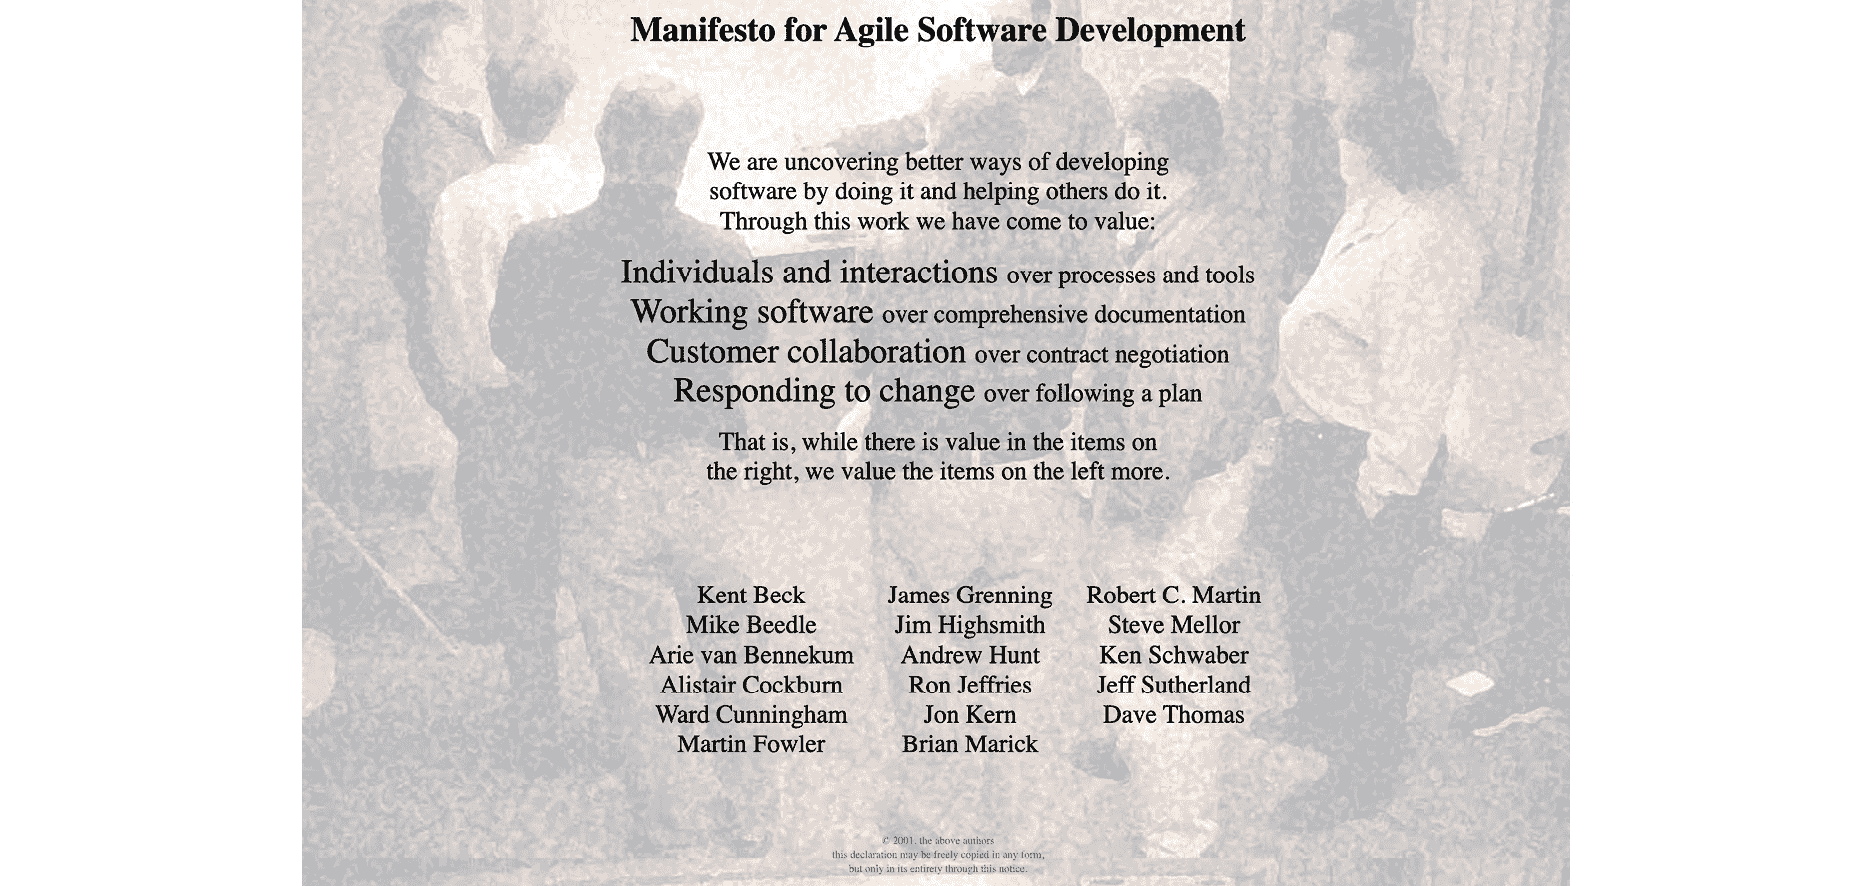 Manifesto for Agile Software Development
We are uncovering better ways of developing
software by doing it and helping others do it.
Through this work we have come to value:
Individuals and interactions over processes and tools
Working software over comprehensive documentation
Customer collaboration over contract negotiation
Responding to change over following a plan
That is, while there is value in the items on
the right, we value the items on the left more.
Kent Beck
Mike Beedle
Arie van Bennekum
Alistair Cockburn
Ward Cunningham
Martin Fowler
James Grenning
Jim Highsmith
Andrew Hunt
Ron Jeffries
Jon Kern
Brian Marick
Robert C. Martin
Steve Mellor
Ken Schwaber
Jeff Sutherland
Dave Thomas
© 2001, the above authors
this declaration may be freely copied in any form,
but only in its entirety through this notice.